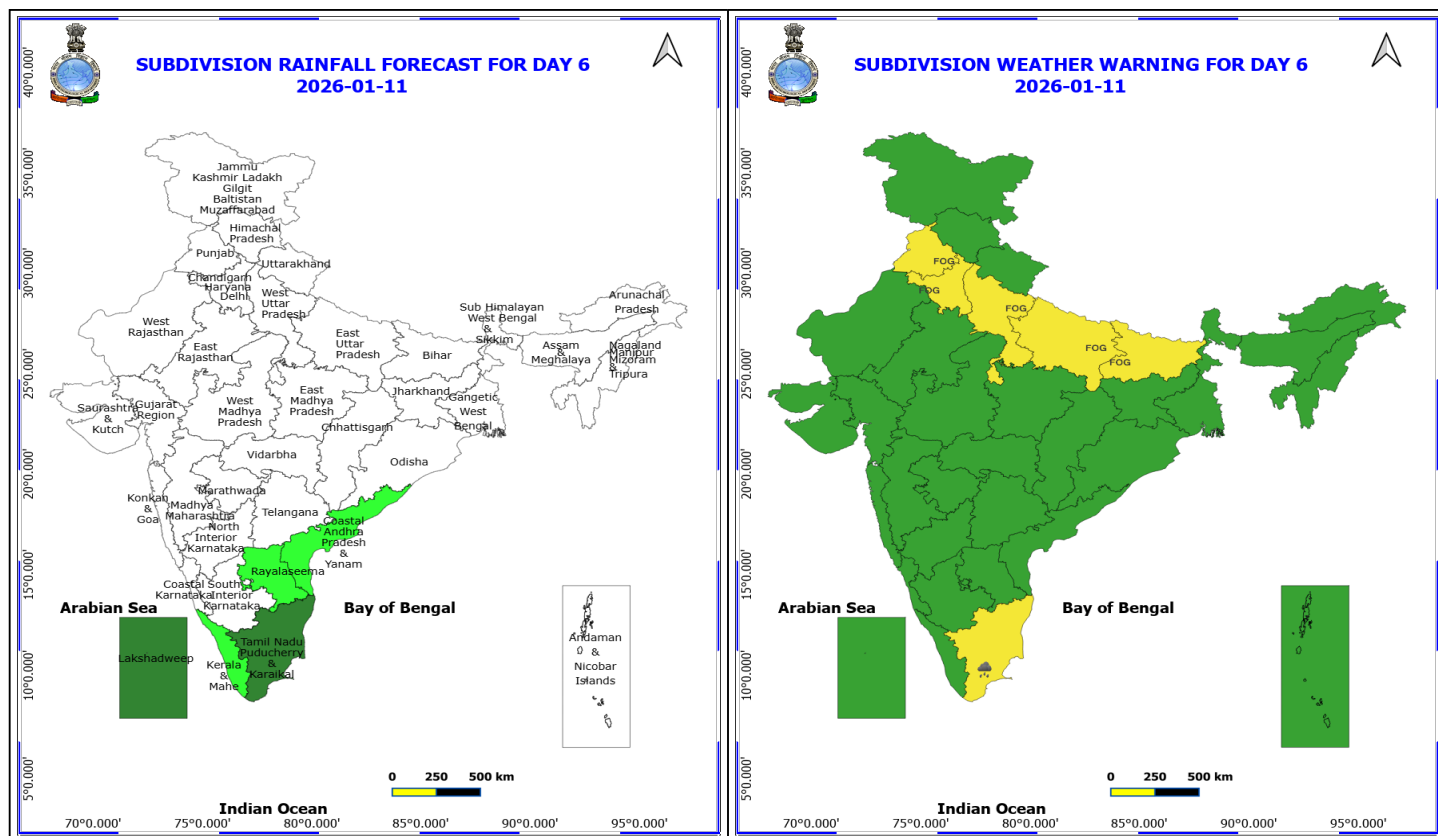 SUBDIVISION RAINFALL FORECAST FOR DAY 6
2026-01-11
40°0.000'
35°0.000'
30°0.000'
25°0.000'
20°0.000'
15°0.000'
10°0.000'
5°0.000'
Jammu
Kashmir Ladakh
Gilgit
Baltistan
Muzaffarabad
Himachal
Pradesh
Punjab
Uttarakhand
Chandigarh
Haryana
Delhi
West
Uttar
Pradesh
West
Rajasthan
East
Rajasthan
East
Uttar
Pradesh
Bihar
Sub Himalayan
West Bengal
&
Sikkim
Arunachal
Pradesh
Assam
&
Meghalaya
Nagaland
Manipur
Mizoram
&
Tripura
Saurashtra
&
Kutch
Gujarat
Region
West
Madhya
Pradesh
East
Madhya
Pradesh
Jharkhand
Gangetic
West
Bengal
Chhattisgarh
Vidarbha
Odisha
Konkan
&
Goa
Madhya
Maharashtra
Marathwada
North
Interior
Karnataka
Telangana
Coastal
Andhra
Pradesh
&
Yanam
Rayalaseema
Coastal
Karnataka
South
Interior
Karnataka
Arabian Sea
Bay of Bengal
Lakshadweep
Kerala
&
Mahe
Tamil Nadu
Puducherry
&
Karaikal
Andaman
&
Nicobar
Islands
0 250 500 km
Indian Ocean
70°0.000' 75°0.000' 80°0.000' 85°0.000' 90°0.000' 95°0.000'
SUBDIVISION WEATHER WARNING FOR DAY 6
2026-01-11
40°0.000'
35°0.000'
30°0.000'
25°0.000'
20°0.000'
15°0.000'
10°0.000'
5°0.000'
FOG
FOG
FOG
FOG
FOG
Arabian Sea
Bay of Bengal
0 250 500 km
Indian Ocean
70°0.000' 75°0.000' 80°0.000' 85°0.000' 90°0.000' 95°0.000'